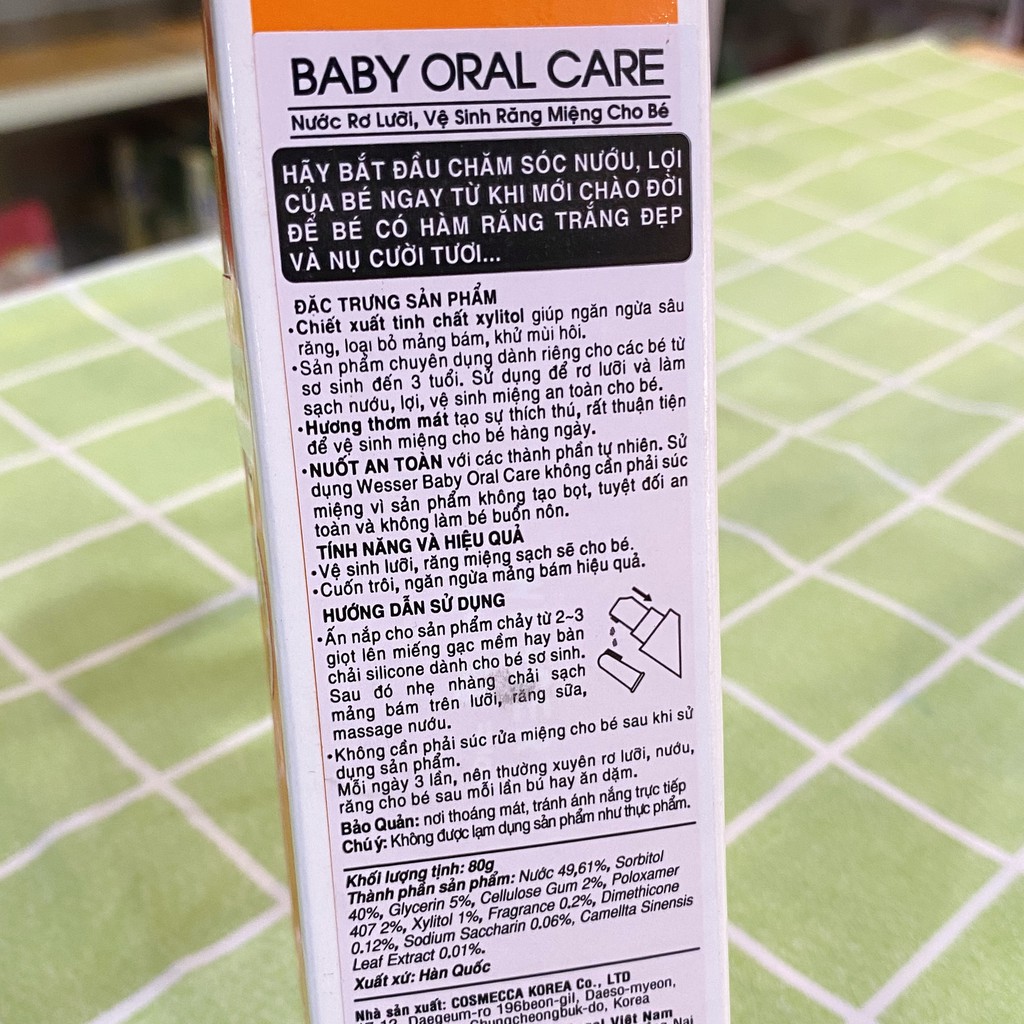 BABY ORAL CARE
Nước Rơ Lưỡi, Vệ Sinh Răng Miệng Cho Bé
HÃY BẮT ĐẦU CHĂM SÓC NƯỚU, LỢI
CỦA BÉ NGAY TỪ KHI MỚI CHÀO ĐỜI
ĐỂ BÉ CÓ HÀM RĂNG TRẮNG ĐẸP
VÀ NỤ CƯỜI TƯƠI...
ĐẶC TRƯNG SẢN PHẨM
•Chiết xuất tinh chất xylitol giúp ngăn ngừa sâu
răng, loại bỏ mảng bám, khử mùi hôi.
•Sản phẩm chuyên dụng dành riêng cho các bé từ
sơ sinh đến 3 tuổi. Sử dụng để rơ lưỡi và làm
sạch nướu, lợi, vệ sinh miệng an toàn cho bé.
•Hương thơm mát tạo sự thích thú, rất thuận tiện
để vệ sinh miệng cho bé hàng ngày.
•NUỐT AN TOÀN với các thành phần tự nhiên. Sử
dụng Wesser Baby Oral Care không cần phải súc
miệng vì sản phẩm không tạo bọt, tuyệt đối an
toàn và không làm bé buồn nôn.
TÍNH NĂNG VÀ HIỆU QUẢ
•Vệ sinh lưỡi, răng miệng sạch sẽ cho bé.
•Cuốn trôi, ngăn ngừa mảng bám hiệu quả.
HƯỚNG DẪN SỬ DỤNG
•Ấn nắp cho sản phẩm chảy từ 2~3
giọt lên miếng gạc mềm hay bàn
chải silicone dành cho bé sơ sinh.
Sau đó nhẹ nhàng chải sạch
mảng bám trên lưỡi, răng sữa,
massage nướu.
•Không cần phải súc rửa miệng cho bé sau khi sử
dụng sản phẩm.
Mỗi ngày 3 lần, nên thường xuyên rơ lưỡi, nướu,
răng cho bé sau mỗi lần bú hay ăn dặm.
Bảo Quản: nơi thoáng mát, tránh ánh nắng trực tiếp
Chú ý: Không được lạm dụng sản phẩm như thực phẩm.
Khối lượng tịnh: 80g
Thành phần sản phẩm: Nước 49,61%, Sorbitol
40%, Glycerin 5%, Cellulose Gum 2%, Poloxamer
407 2%, Xylitol 1%, Fragrance 0.2%, Dimethicone
0.12%, Sodium Saccharin 0.06%, Camellta Sinensis
Leaf Extract 0.01%.
Xuất xứ: Hàn Quốc
Nhà sản xuất: COSMECCA KOREA Co., LTD
Daegeum-ro 196beon-gil, Daeso-myeon,
Chungcheongbuk-do, Korea
Việt Nam